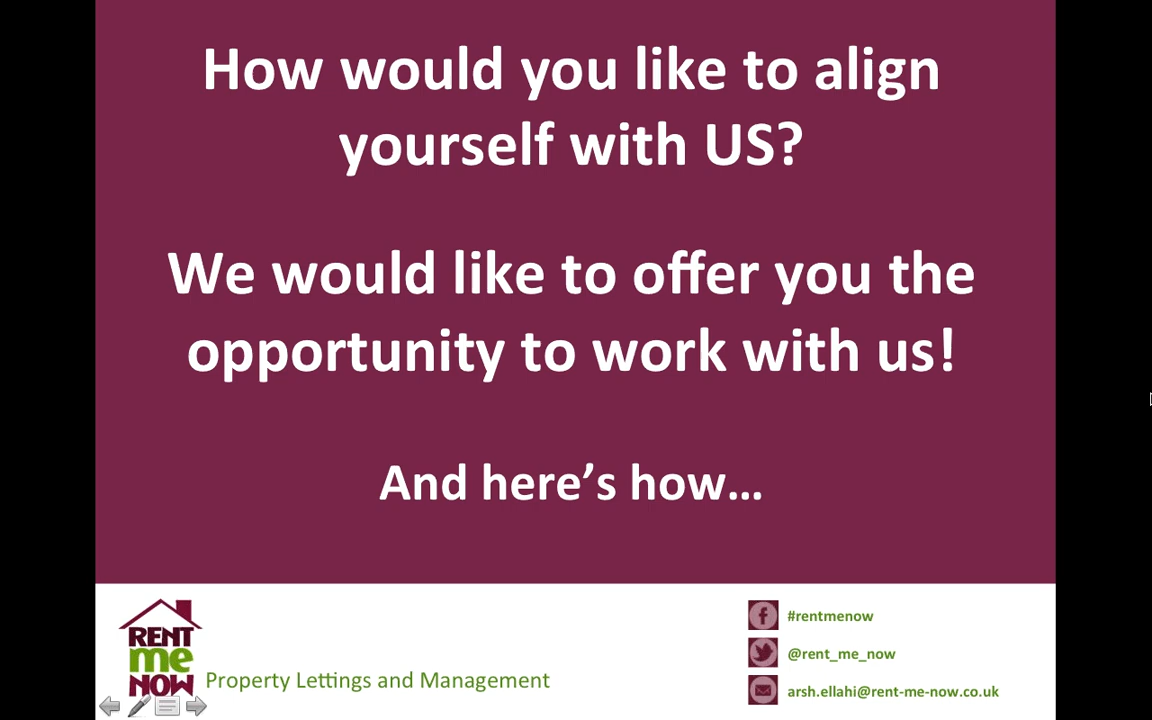 How would you like to align
yourself with US?
We would like to offer you the
opportunity to work with us!
And here’s how…
RENT
me
NOW
Property Lettings and Management
#rentmenow
@rent_me_now
arsh.ellahi@rent-me-now.co.uk